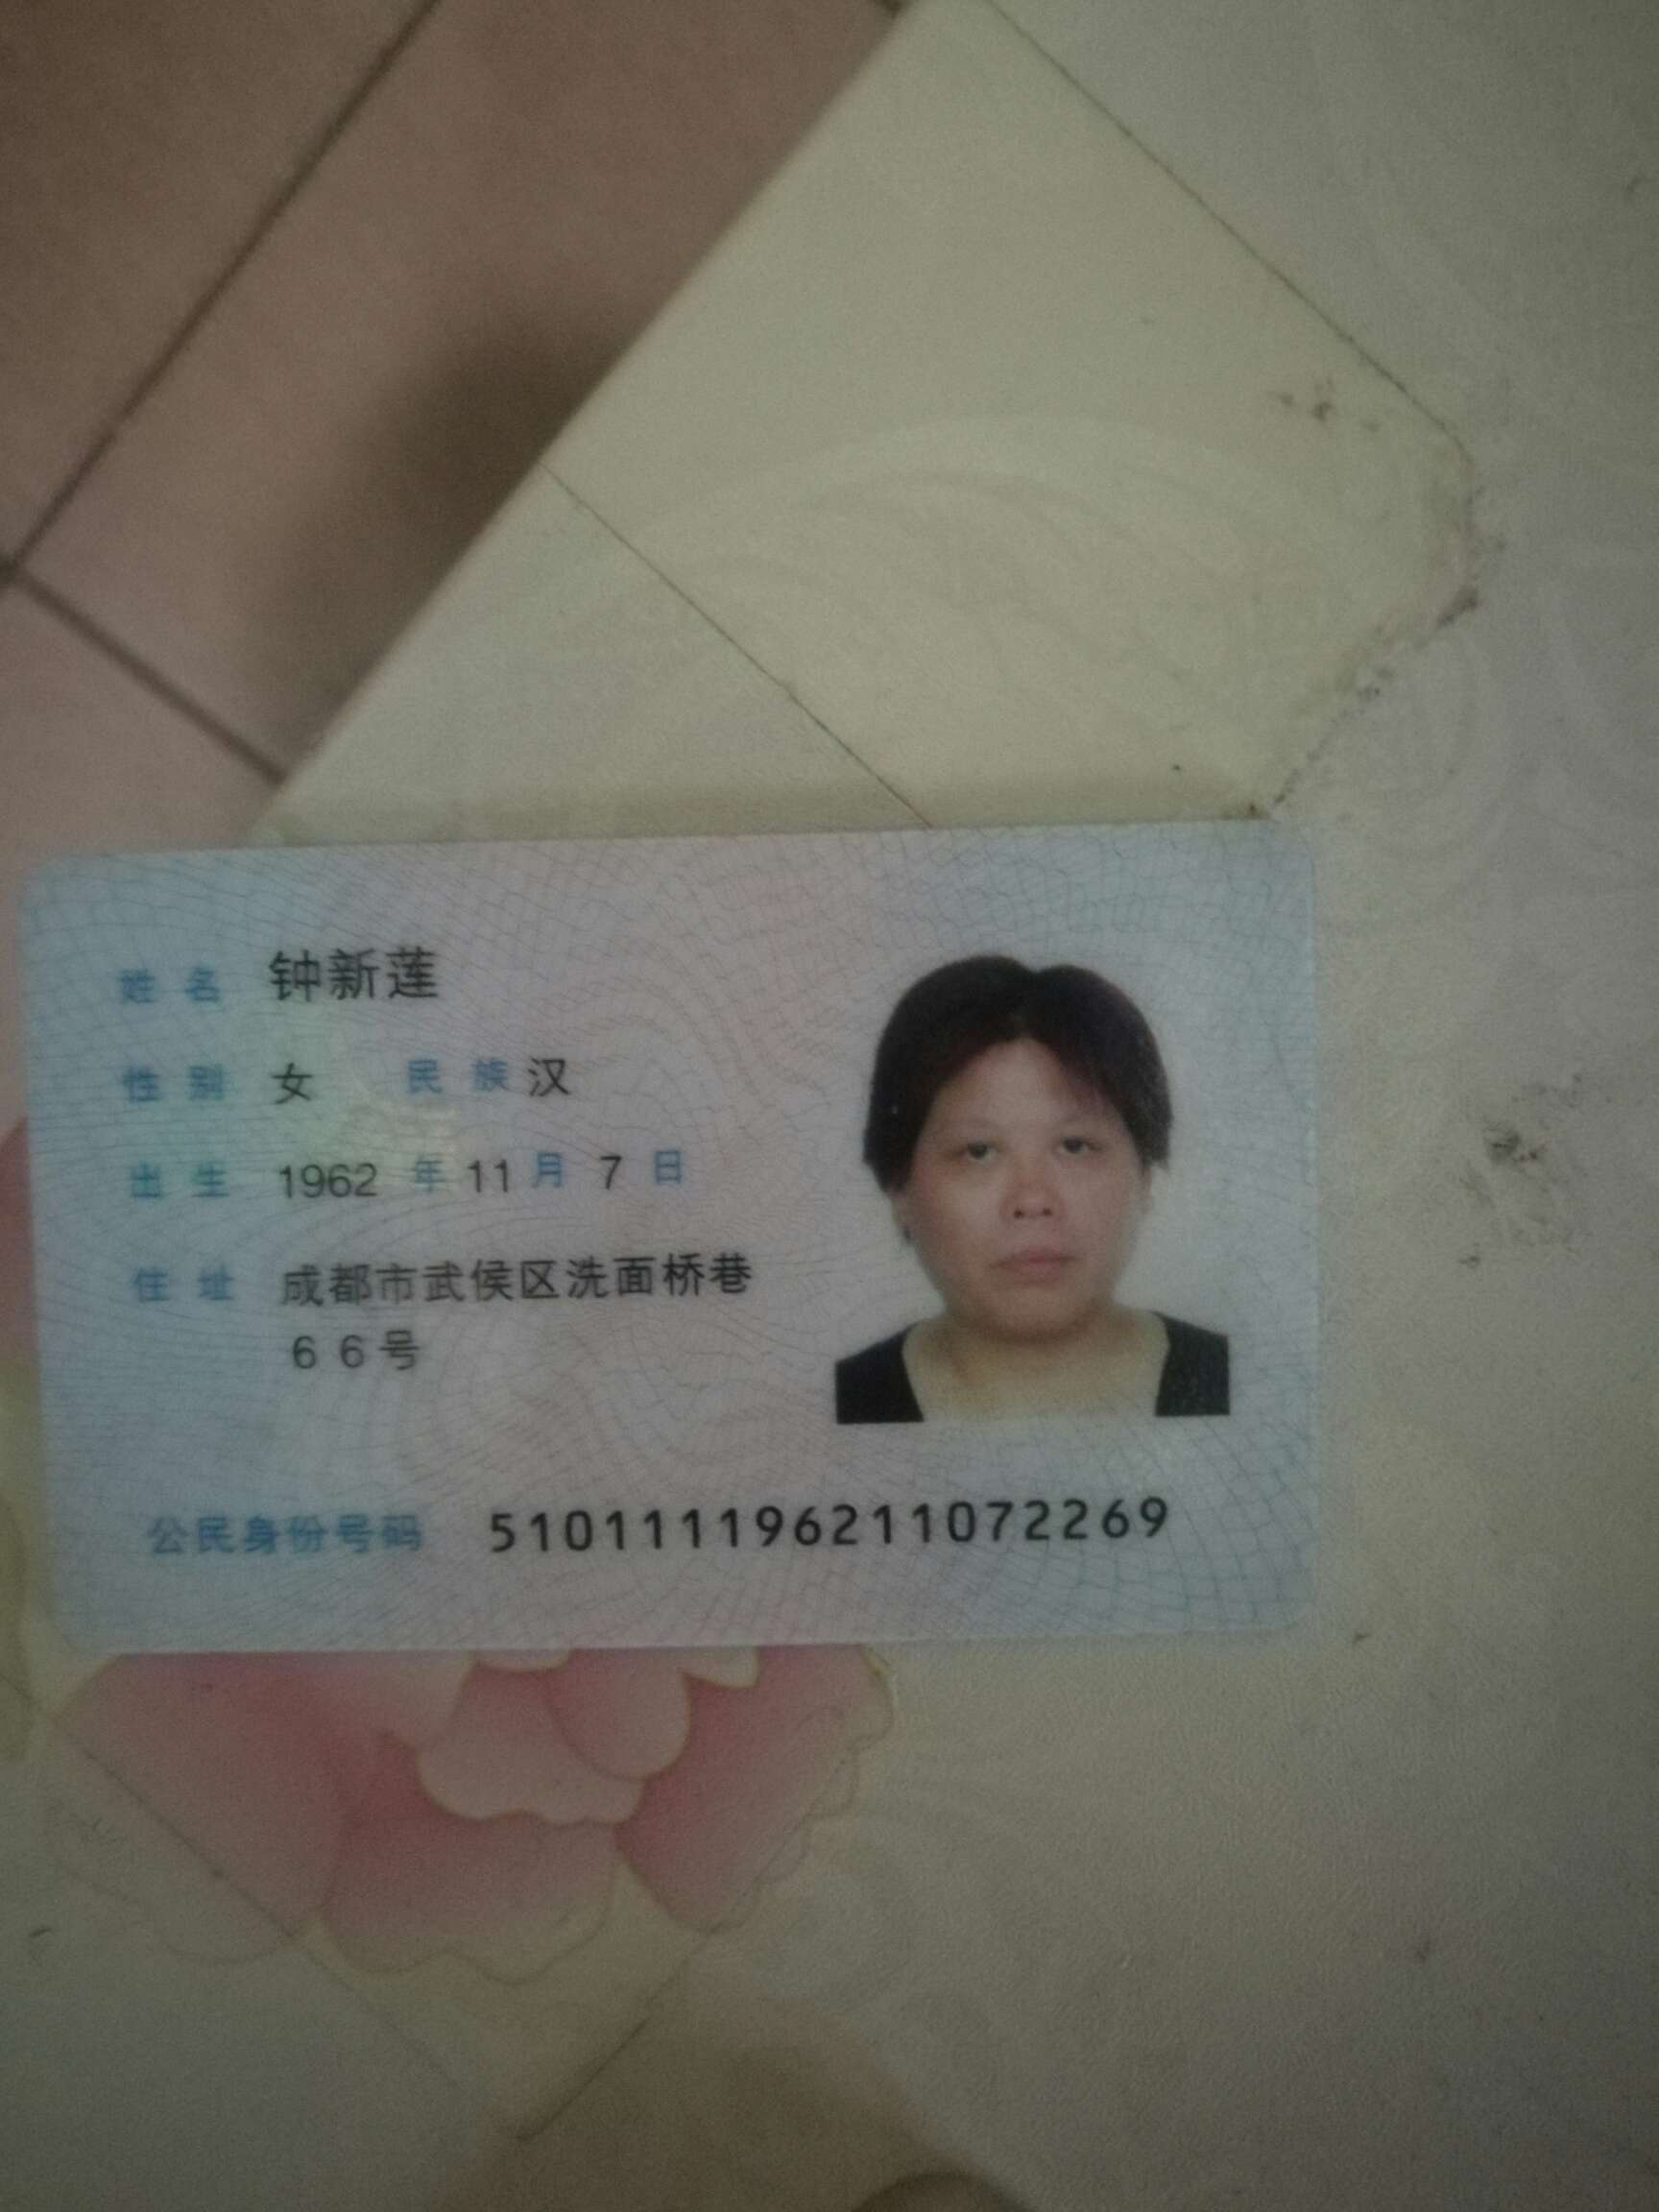 姓名 钟新莲
性别 女 民族 汉
出生 1962 年 11 月 7 日
住址 成都市武侯区洗面桥巷
66号
公民身份号码 510111196211072269